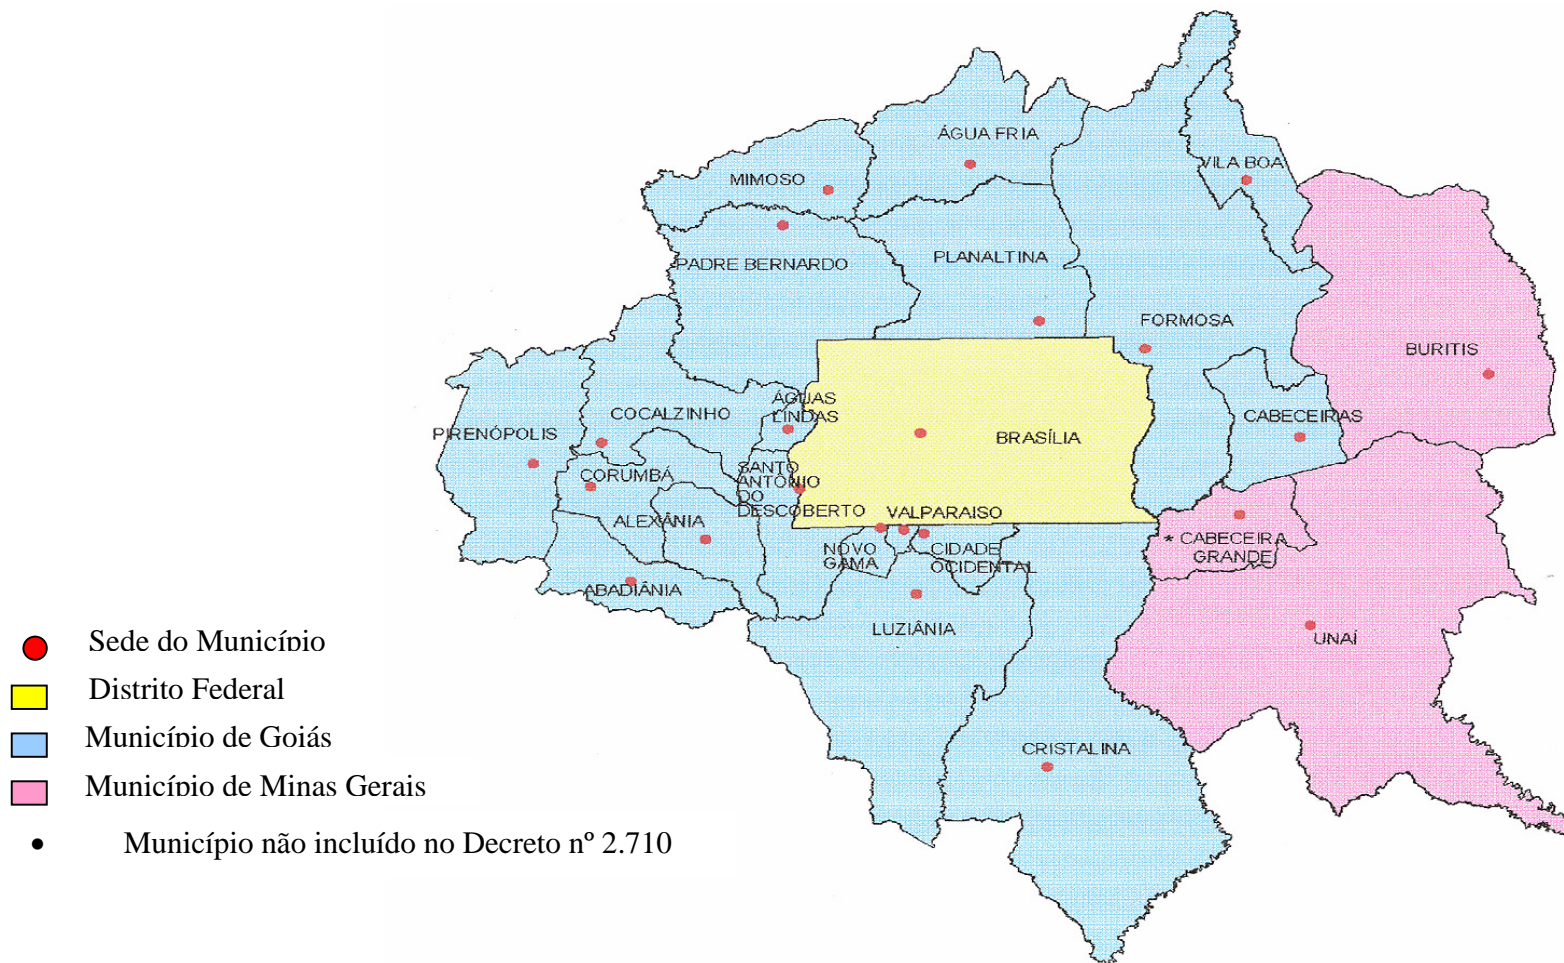 ÁGUA FRIA
VILA BOA
MIMOSO
PADRE BERNARDO
PLANALTINA
FORMOSA
BURITIS
ÁGUAS
LINDAS
COCALZINHO
CABECEIRAS
PIRENÓPOLIS
BRASÍLIA
CORUMBÁ
SANTO
ANTÔNIO
DO
DESCOBERTO
VALPARAISO
ALEXÂNIA
NOVO
GAMA
CIDADE
OCIDENTAL
* CABECEIRA
GRANDE
ABADIÂNIA
LUZIÂNIA
UNAÍ
CRISTALINA
Sede do Município
Distrito Federal
Município de Goiás
Município de Minas Gerais
• Município não incluído no Decreto nº 2.710